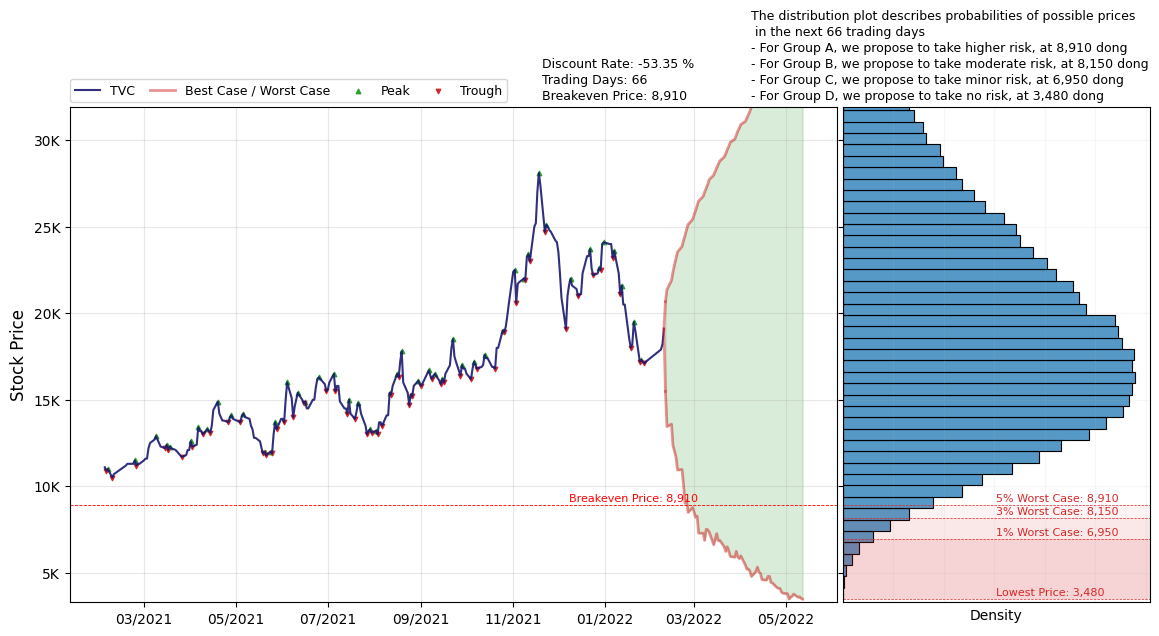 The distribution plot describes probabilities of possible prices
in the next 66 trading days
- For Group A, we propose to take higher risk, at 8,910 dong
- For Group B, we propose to take moderate risk, at 8,150 dong
- For Group C, we propose to take minor risk, at 6,950 dong
- For Group D, we propose to take no risk, at 3,480 dong
Discount Rate: -53.35 %
Trading Days: 66
Breakeven Price: 8,910
TVC Best Case / Worst Case Peak Trough
Stock Price
30K
25K
20K
15K
10K
5K
Breakeven Price: 8,910
5% Worst Case: 8,910
3% Worst Case: 8,150
1% Worst Case: 6,950
Lowest Price: 3,480
03/2021 05/2021 07/2021 09/2021 11/2021 01/2022 03/2022 05/2022
Density